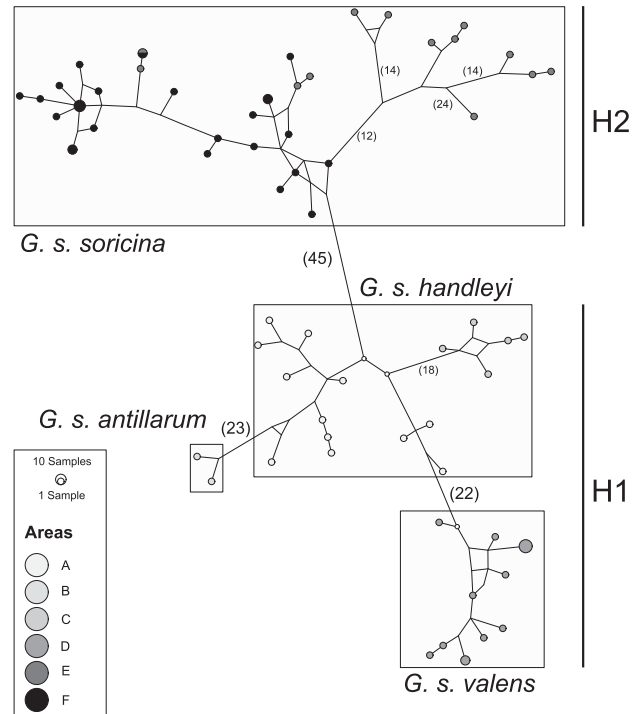 (14)
(14)
(24)
(12)
H2
G. s. soricina
(45)
G. s. handleyi
(18)
G. s. antillarum
(23)
10 Samples
1 Sample
Areas
A
B
C
D
E
F
(22)
H1
G. s. valens